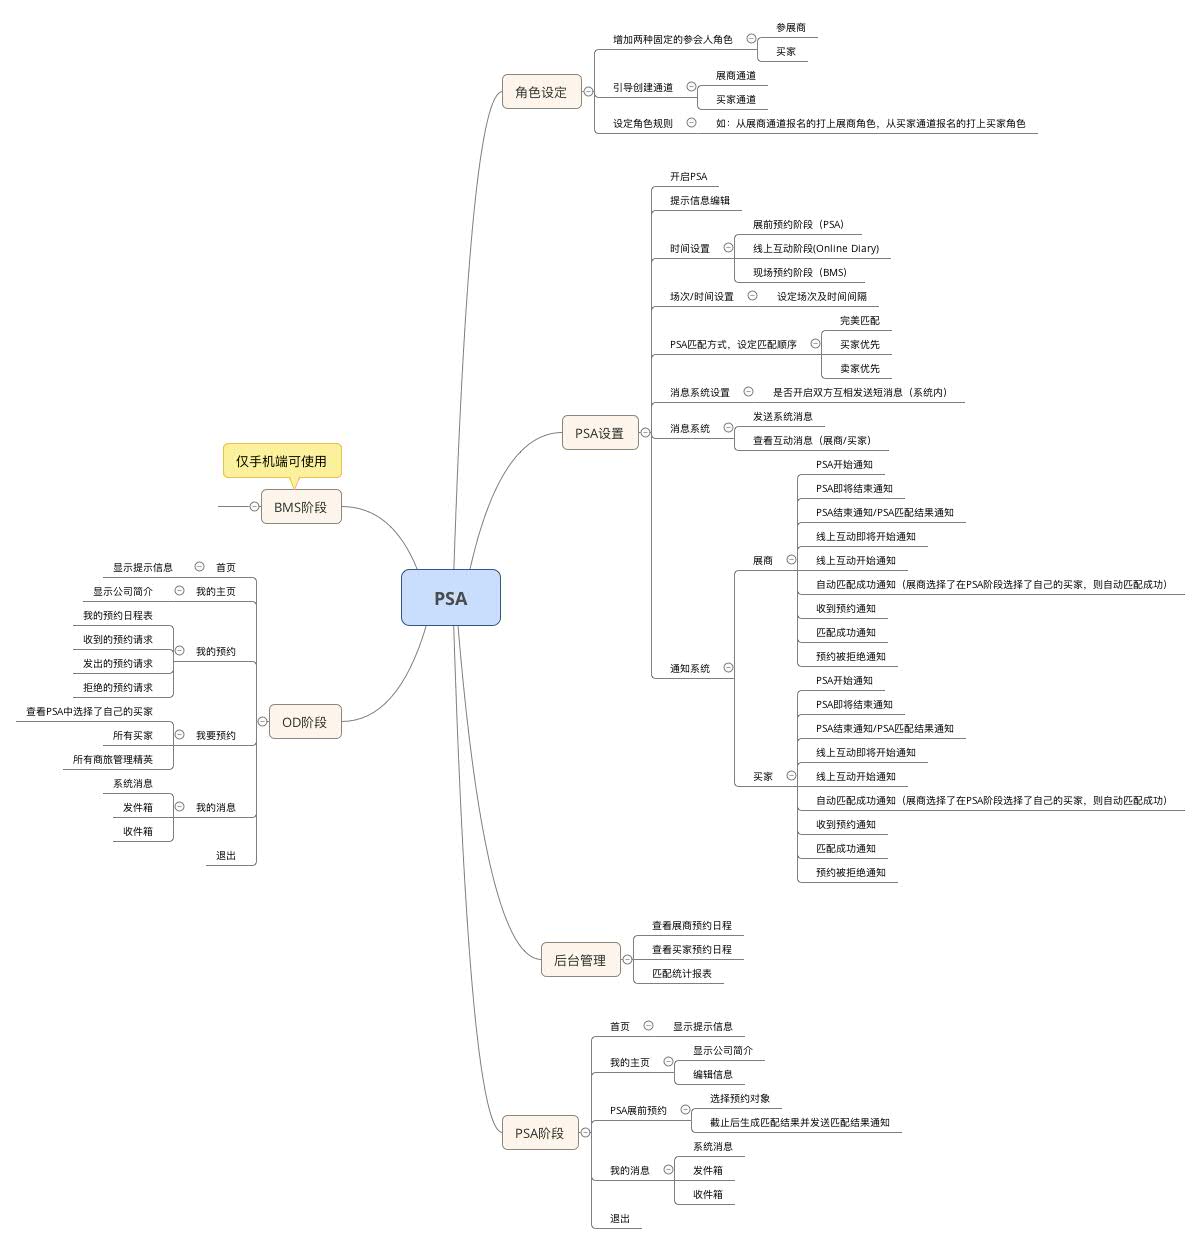 PSA
角色设定
增加两种固定的参会人角色
参展商
买家
引导创建通道
展商通道
买家通道
设定角色规则
如：从展商通道报名的打上展商角色，从买家通道报名的打上买家角色
PSA设置
开启PSA
提示信息编辑
时间设置
展前预约阶段（PSA）
线上互动阶段(Online Diary)
现场预约阶段（BMS）
场次/时间设置
设定场次及时间间隔
PSA匹配方式，设定匹配顺序
完美匹配
买家优先
卖家优先
消息系统设置
是否开启双方互相发送短消息（系统内）
消息系统
发送系统消息
查看互动消息（展商/买家）
通知系统
展商
PSA开始通知
PSA即将结束通知
PSA结束通知/PSA匹配结果通知
线上互动即将开始通知
线上互动开始通知
自动匹配成功通知（展商选择了在PSA阶段选择了自己的买家，则自动匹配成功）
收到预约通知
匹配成功通知
预约被拒绝通知
买家
PSA开始通知
PSA即将结束通知
PSA结束通知/PSA匹配结果通知
线上互动即将开始通知
线上互动开始通知
自动匹配成功通知（展商选择了在PSA阶段选择了自己的买家，则自动匹配成功）
收到预约通知
匹配成功通知
预约被拒绝通知
后台管理
查看展商预约日程
查看买家预约日程
匹配统计报表
PSA阶段
首页
显示提示信息
我的主页
显示公司简介
编辑信息
PSA展前预约
选择预约对象
截止后生成匹配结果并发送匹配结果通知
我的消息
系统消息
发件箱
收件箱
退出
仅手机端可使用
BMS阶段
OD阶段
首页
显示提示信息
我的主页
显示公司简介
我的预约
我的预约日程表
收到的预约请求
发出的预约请求
拒绝的预约请求
我要预约
查看PSA中选择了自己的买家
所有买家
所有商旅管理精英
我的消息
系统消息
发件箱
收件箱
退出